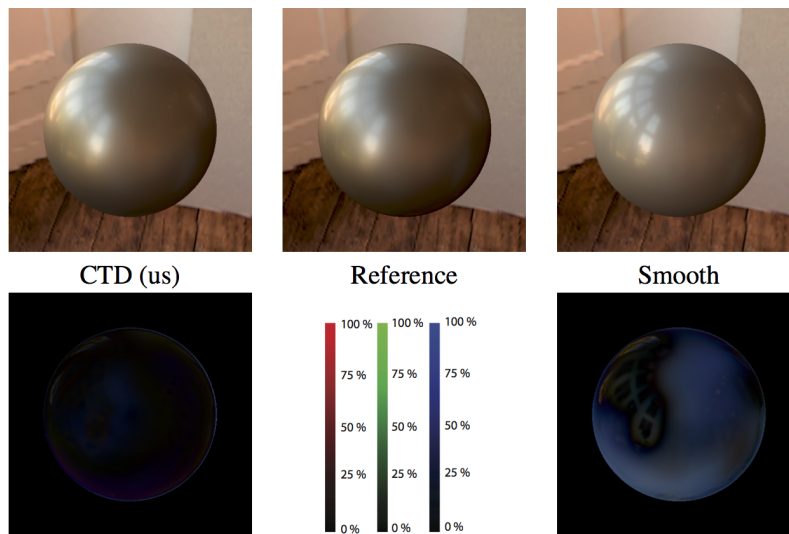 CTD (us)
Reference
Smooth
100 % 100 % 100 %
75 % 75 % 75 %
50 % 50 % 50 %
25 % 25 % 25 %
0 % 0 % 0 %